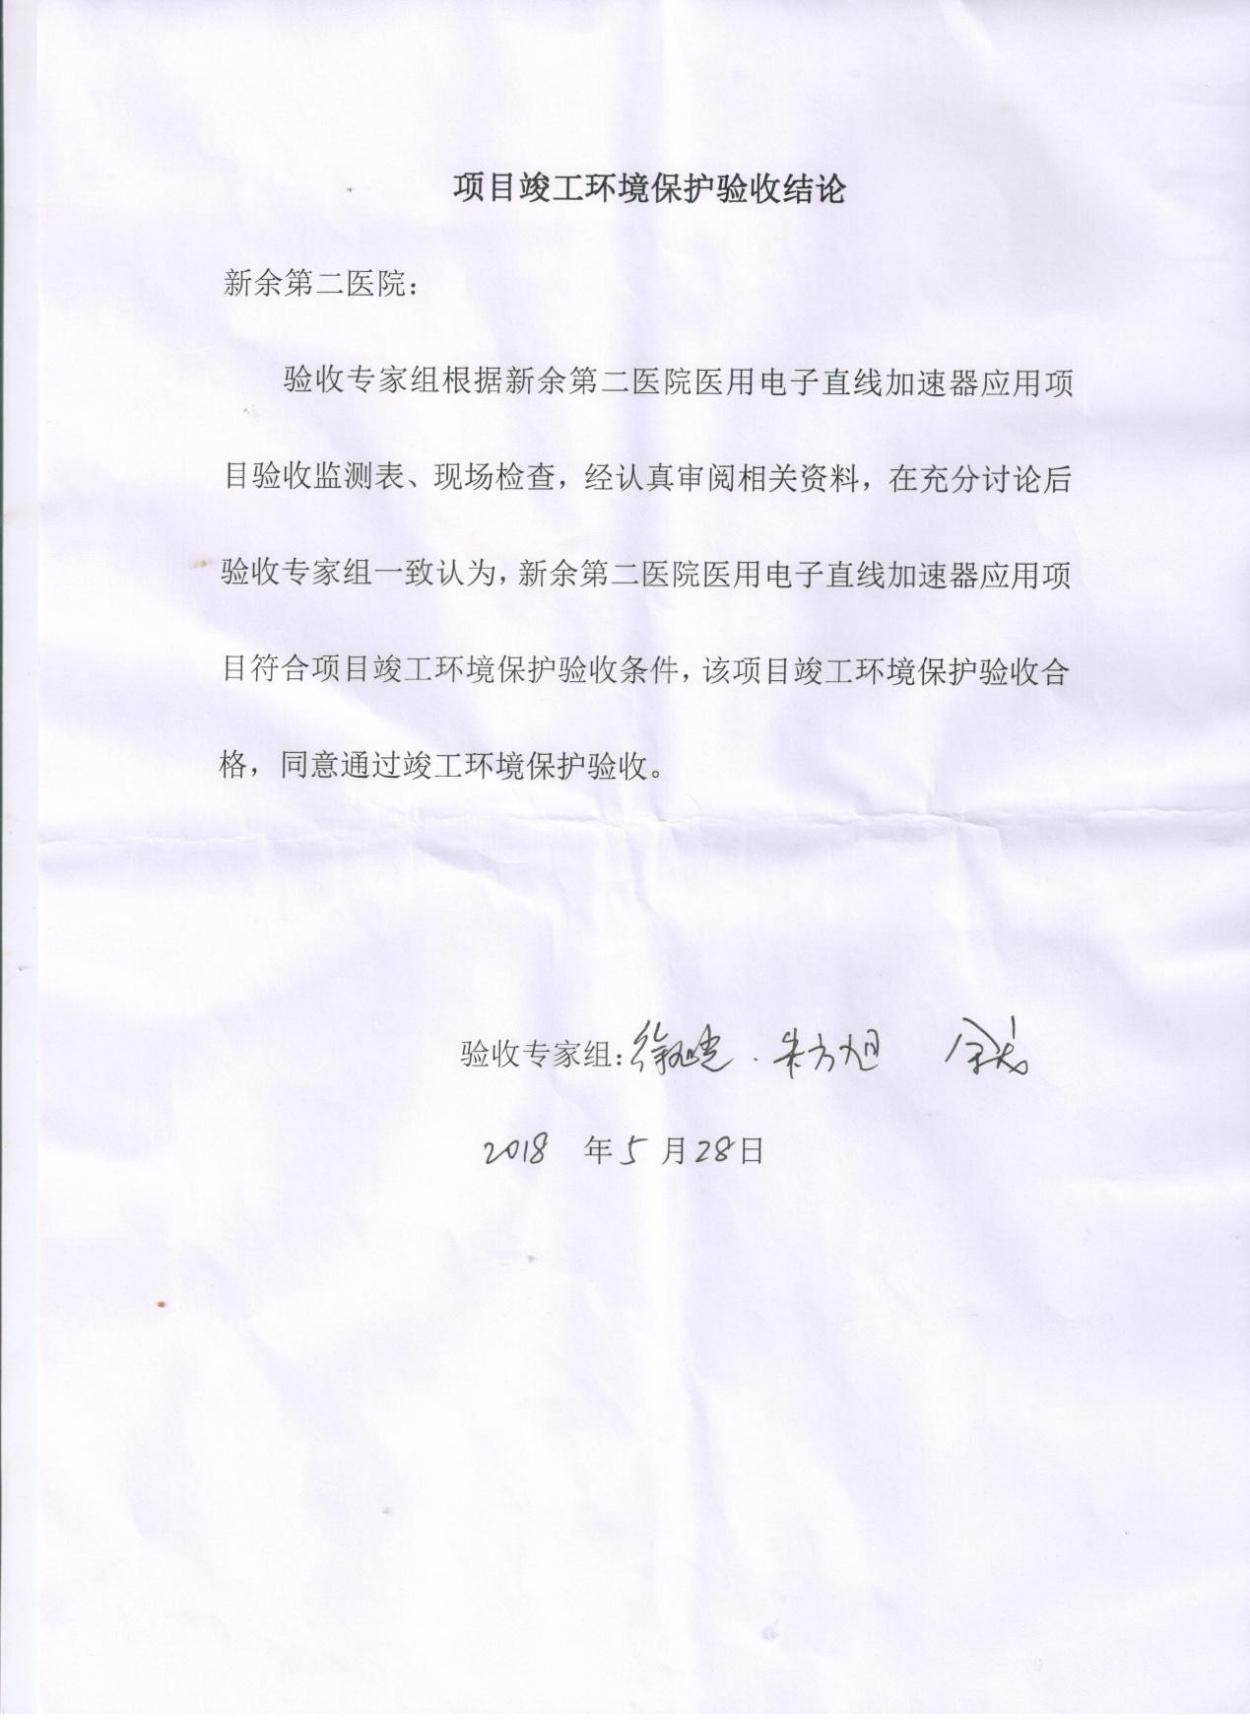 项目竣工环境保护验收结论
新余第二医院：
验收专家组根据新余第二医院医用电子直线加速器应用项
目验收监测表、现场检查，经认真审阅相关资料，在充分讨论后
验收专家组一致认为，新余第二医院医用电子直线加速器应用项
目符合项目竣工环境保护验收条件，该项目竣工环境保护验收合
格，同意通过竣工环境保护验收。
验收专家组：朱方旭
2018 年 5 月 28 日